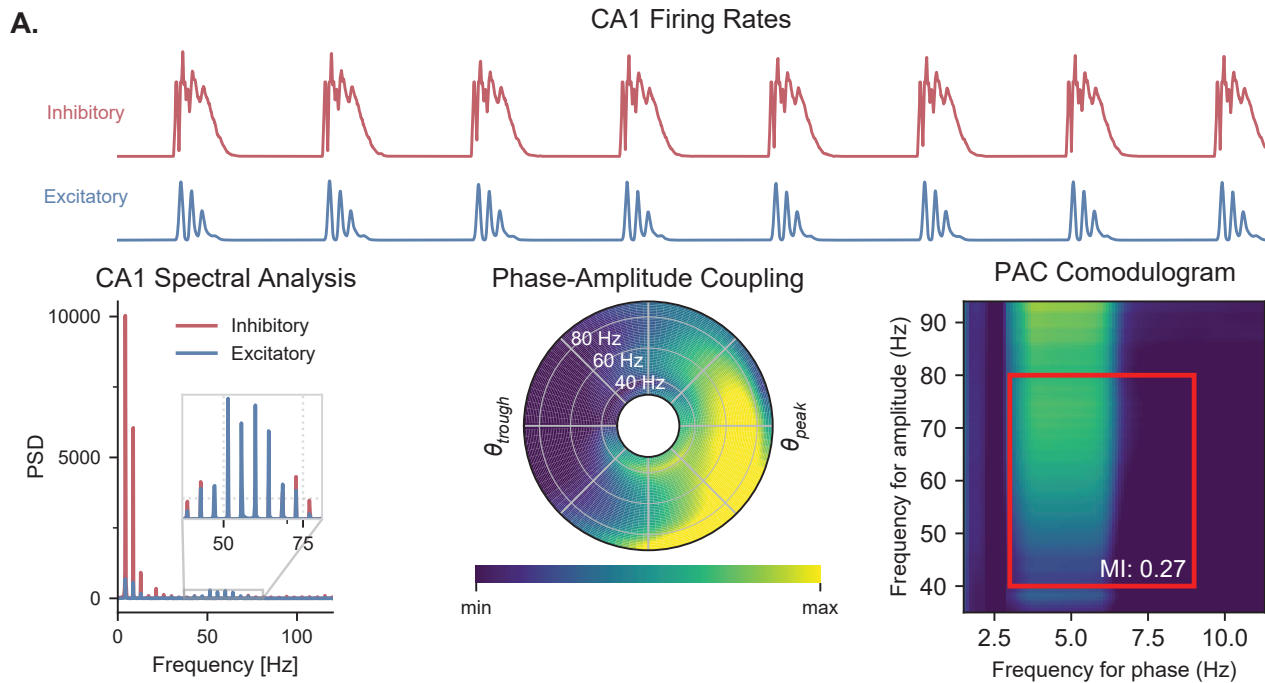 A.
CA1 Firing Rates
Inhibitory
Excitatory
CA1 Spectral Analysis
PSD
10000
5000
0
Inhibitory
Excitatory
50
75
0
50
100
Frequency [Hz]
Phase-Amplitude Coupling
80 Hz
60 Hz
40 Hz
θtrough
θpeak
min
max
PAC Comodulogram
Frequency for amplitude (Hz)
90
80
70
60
50
40
MI: 0.27
2.5
5.0
7.5
10.0
Frequency for phase (Hz)